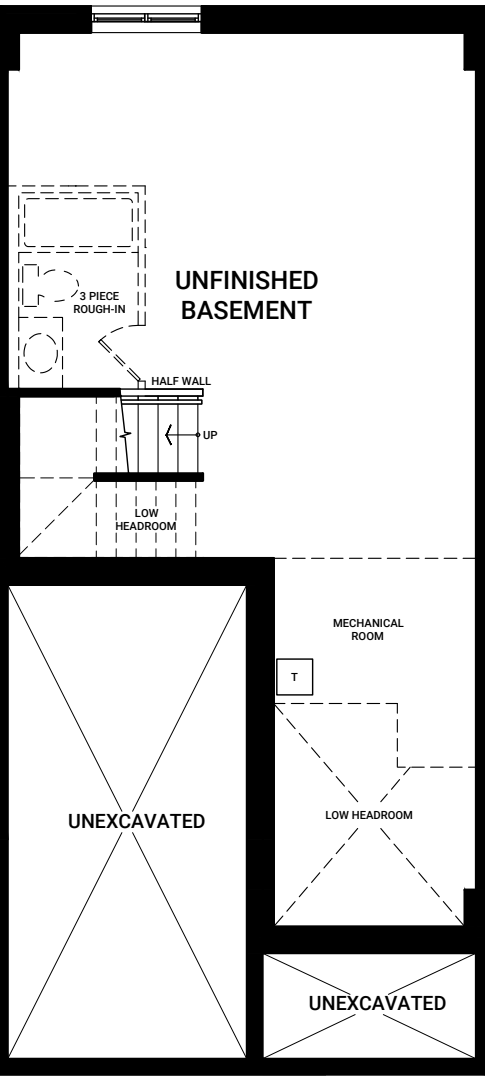 UNFINISHED
BASEMENT
3 PIECE
ROUGH-IN
HALF WALL
UP
LOW
HEADROOM
MECHANICAL
ROOM
T
LOW HEADROOM
UNEXCAVATED
UNEXCAVATED